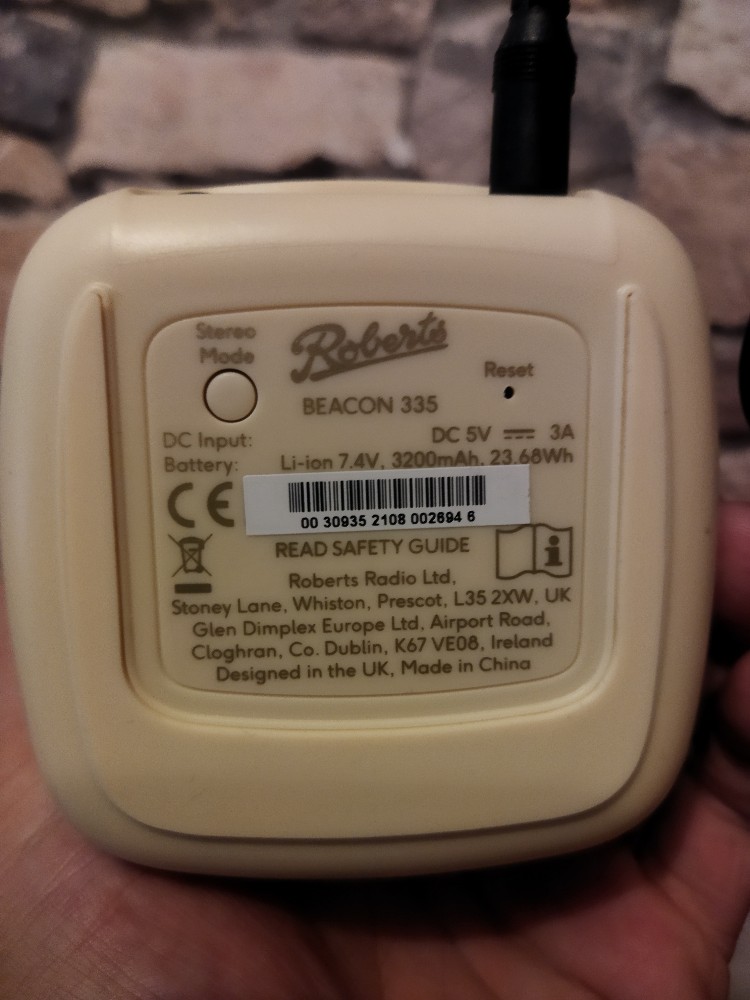 Stereo
Mode
Roberts
Reset
BEACON 335
DC Input: DC 5V ⎓ 3A
Battery: Li-ion 7.4V, 3200mAh, 23.68Wh
CE
00 30935 2108 002694 6
READ SAFETY GUIDE
i
Roberts Radio Ltd,
Stoney Lane, Whiston, Prescot, L35 2XW, UK
Glen Dimplex Europe Ltd, Airport Road,
Cloghran, Co. Dublin, K67 VE08, Ireland
Designed in the UK, Made in China